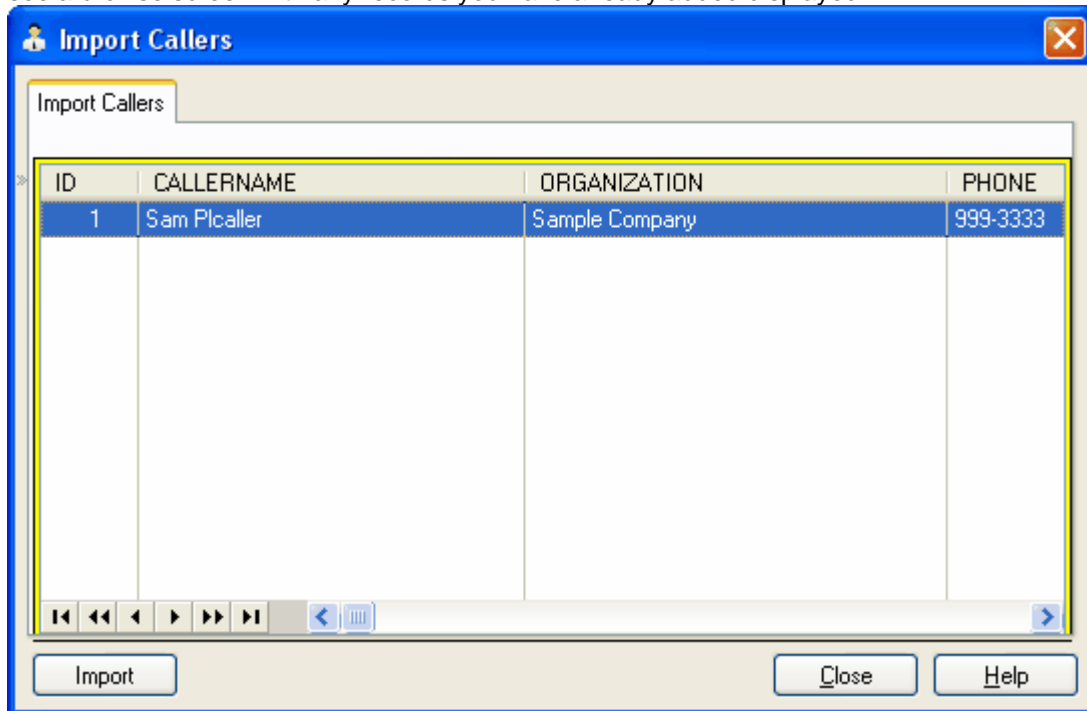 Import Callers
Import Callers
ID CALLERNAME ORGANIZATION PHONE
1 Sam Plcaller Sample Company 999-3333
Import Close Help